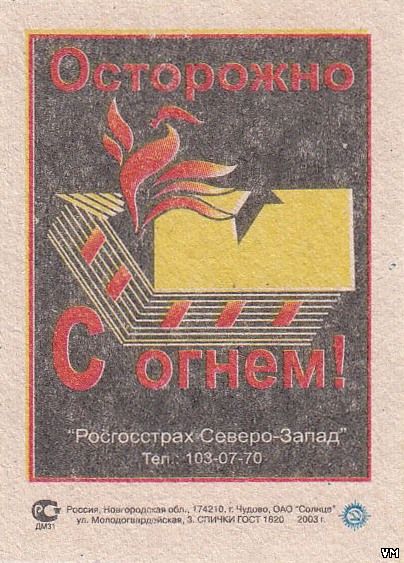 Осторожно
С огнем!
"Росгосстрах Северо-Запад"
Тел.: 103-07-70
Россия, Новгородская обл., 174210, г. Чудово, ОАО "Солнце"
ул. Молодогвардейская, 3. СПИЧКИ ГОСТ 1820 2003 г.
ДМ31
VM